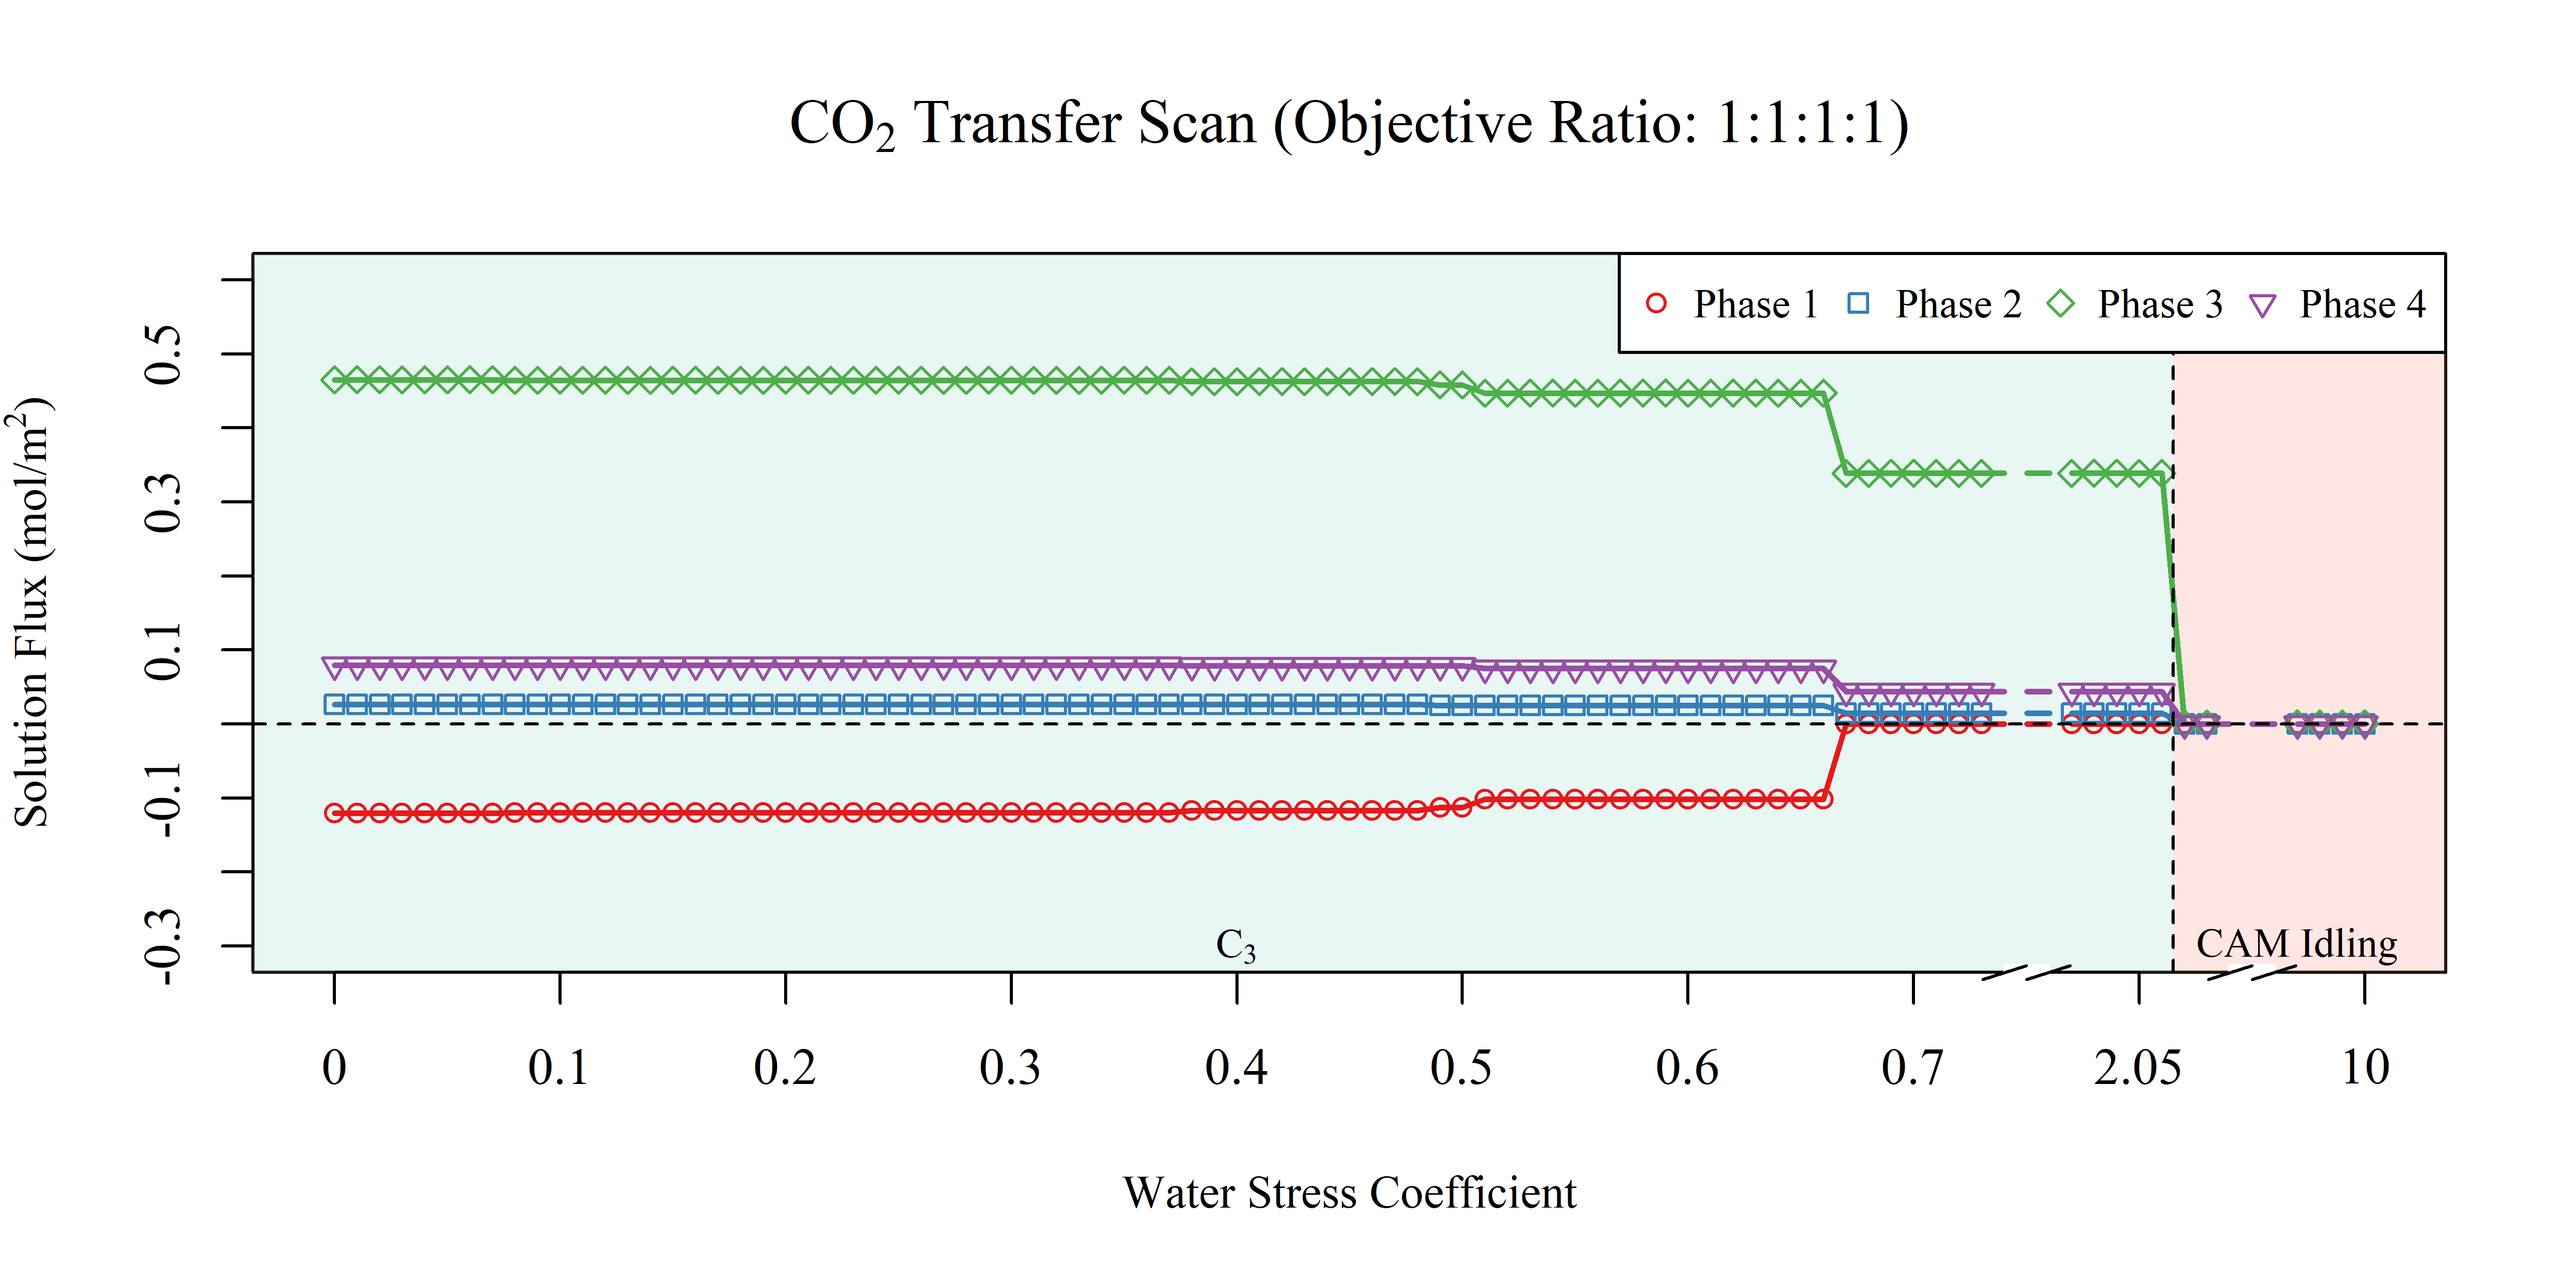 CO₂ Transfer Scan (Objective Ratio: 1:1:1:1)
Phase 1 Phase 2 Phase 3 Phase 4
Solution Flux (mol/m²)
0.5
0.3
0.1
-0.1
-0.3
C₃ CAM Idling
0 0.1 0.2 0.3 0.4 0.5 0.6 0.7 2.05 10
Water Stress Coefficient